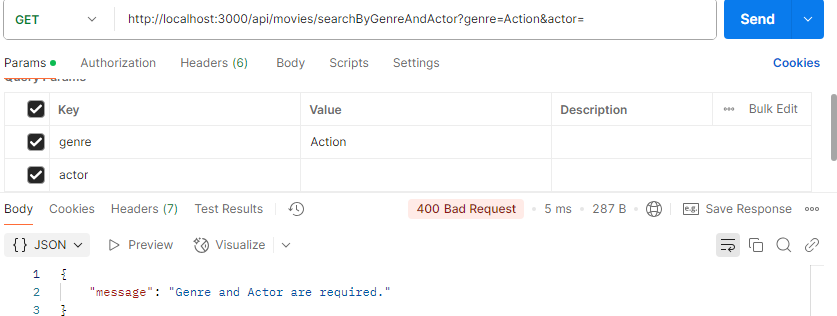 GET http://localhost:3000/api/movies/searchByGenreAndActor?genre=Action&actor= Send
Params Authorization Headers (6) Body Scripts Settings Cookies
Query Params
Key Value Description Bulk Edit
genre Action
actor
Body Cookies Headers (7) Test Results 400 Bad Request 5 ms 287 B e.g. Save Response
{} JSON Preview Visualize
1 {
2 "message": "Genre and Actor are required."
3 }